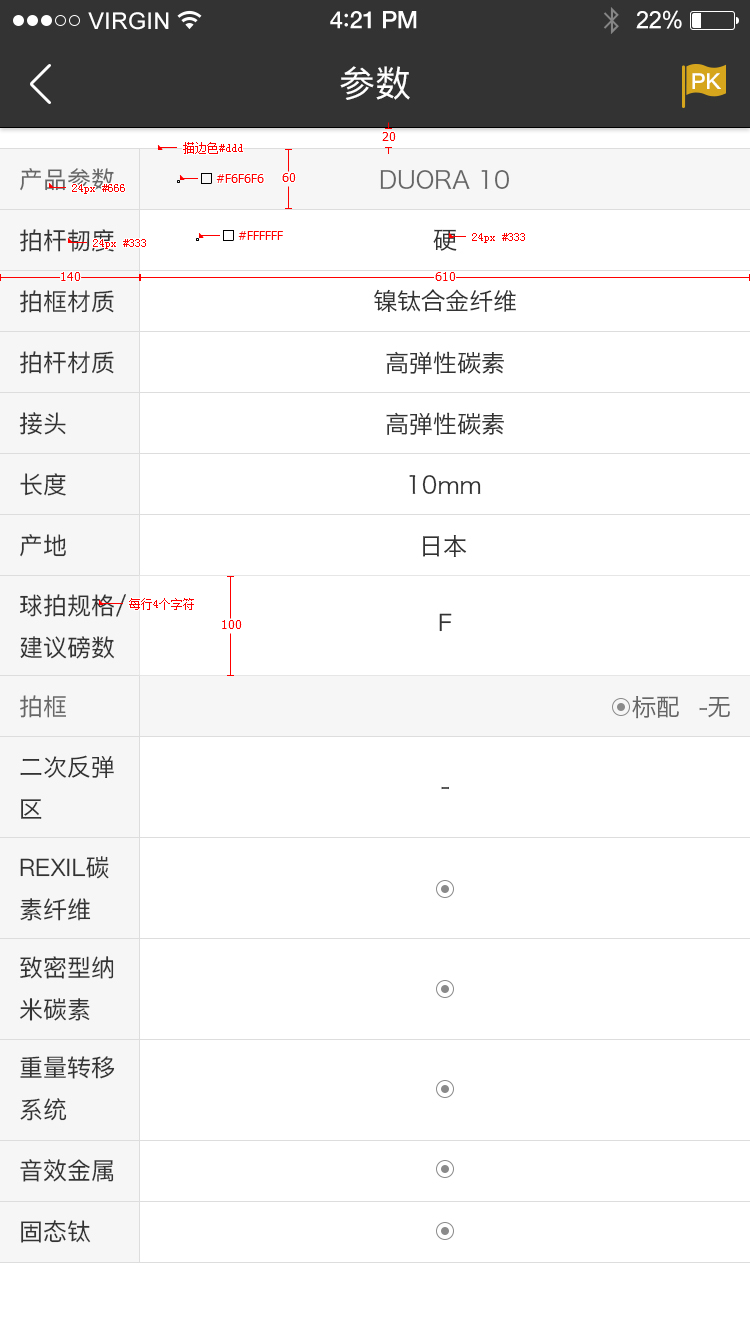 VIRGIN 4:21 PM 22%
参数 PK
20
描边色#ddd
产品参数 24px #666 #F6F6F6 60 DUORA 10
拍杆韧度 24px #333 #FFFFFF 硬 24px #333
140 610
拍框材质 镍钛合金纤维
拍杆材质 高弹性碳素
接头 高弹性碳素
长度 10mm
产地 日本
球拍规格/ 每行4个字符
建议磅数 100 F
拍框 标配 -无
二次反弹
区 -
REXIL碳
素纤维
致密型纳
米碳素
重量转移
系统
音效金属
固态钛